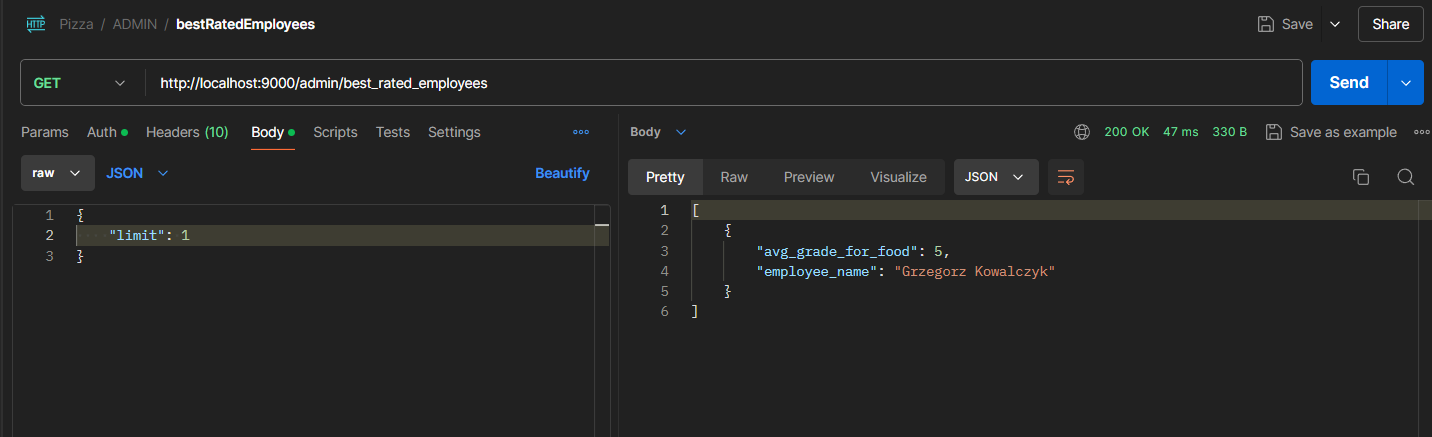 HTTP Pizza / ADMIN / bestRatedEmployees Save Share
GET http://localhost:9000/admin/best_rated_employees Send
Params Auth Headers (10) Body Scripts Tests Settings
Body 200 OK 47 ms 330 B Save as example
raw JSON Beautify
Pretty Raw Preview Visualize JSON
1 {
2 "limit": 1
3 }
1 [
2 {
3 "avg_grade_for_food": 5,
4 "employee_name": "Grzegorz Kowalczyk"
5 }
6 ]